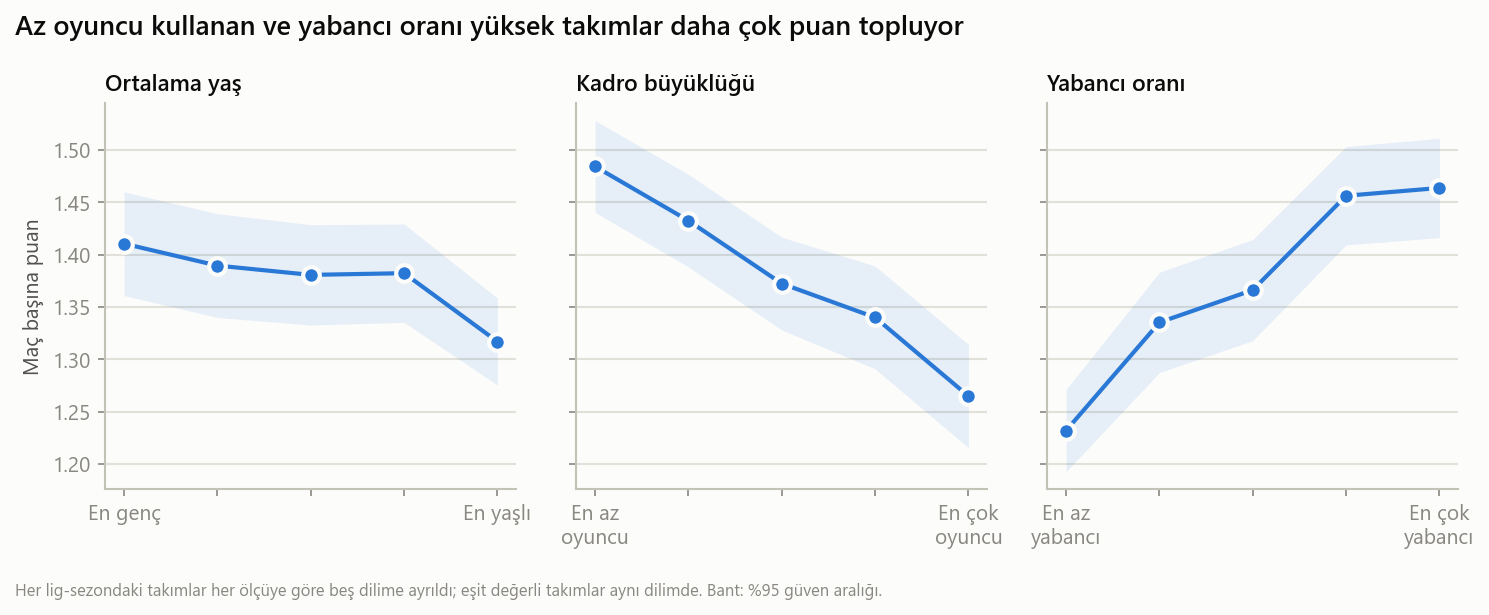 Az oyuncu kullanan ve yabancı oranı yüksek takımlar daha çok puan topluyor
Ortalama yaş
Kadro büyüklüğü
Yabancı oranı
Maç başına puan
1.50
1.45
1.40
1.35
1.30
1.25
1.20
En genç
En yaşlı
En az
oyuncu
En çok
oyuncu
En az
yabancı
En çok
yabancı
Her lig-sezondaki takımlar her ölçüye göre beş dilime ayrıldı; eşit değerli takımlar aynı dilimde. Bant: %95 güven aralığı.